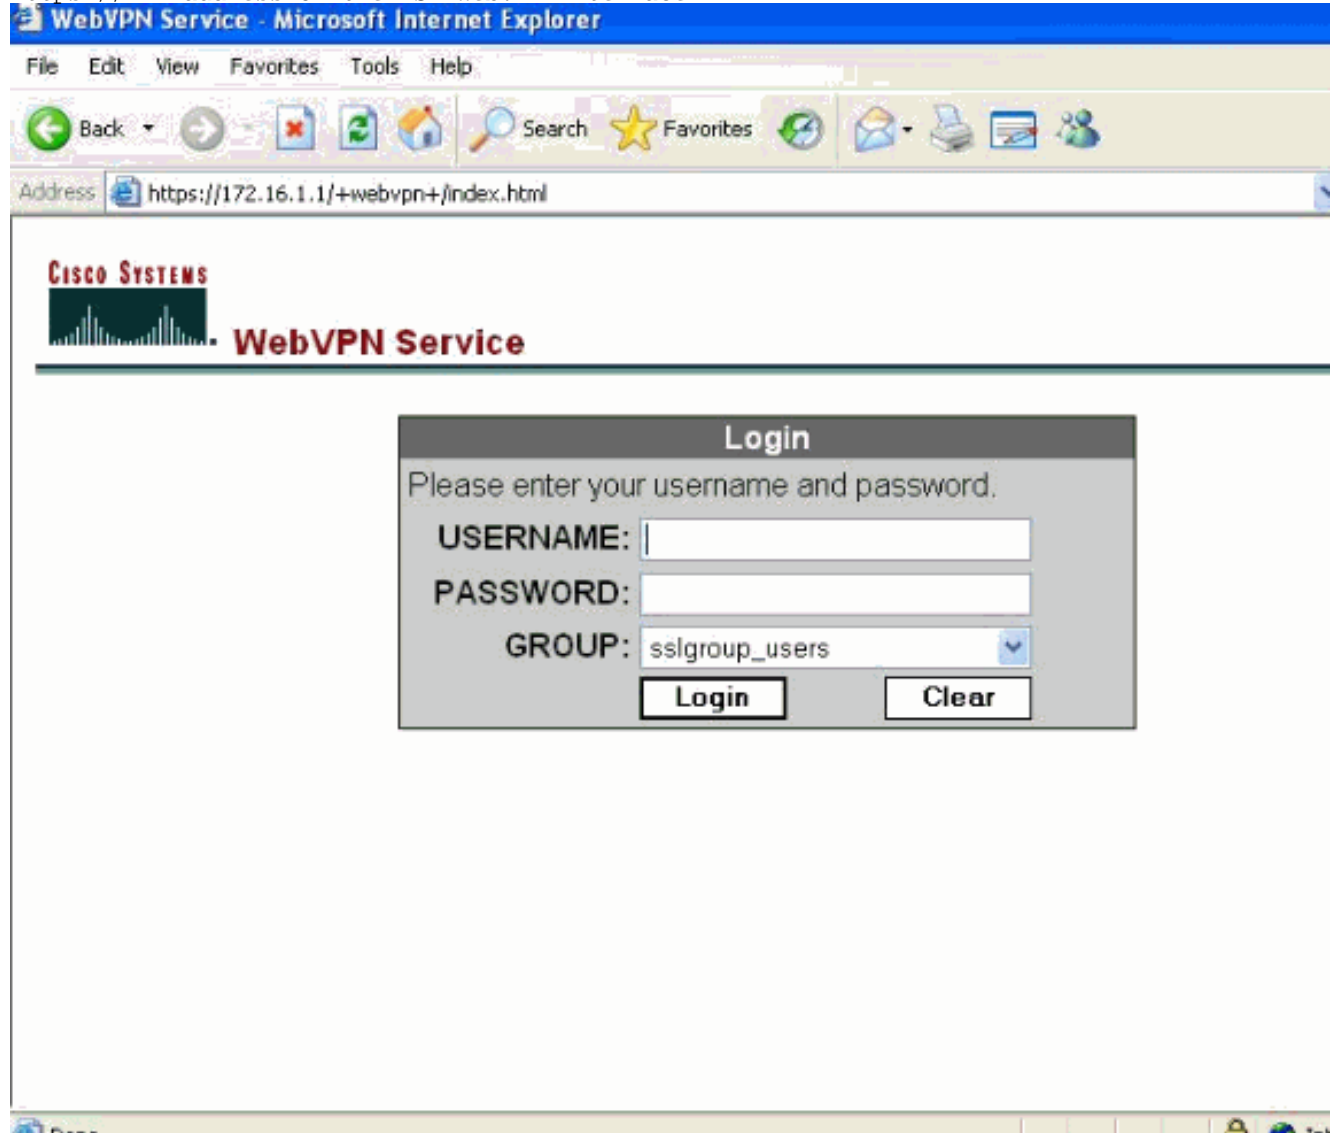 WebVPN Service - Microsoft Internet Explorer
File Edit View Favorites Tools Help
Back Search Favorites
Address https://172.16.1.1/+webvpn+/index.html
CISCO SYSTEMS
WebVPN Service
Login
Please enter your username and password.
USERNAME:
PASSWORD:
GROUP: sslgroup_users
Login Clear